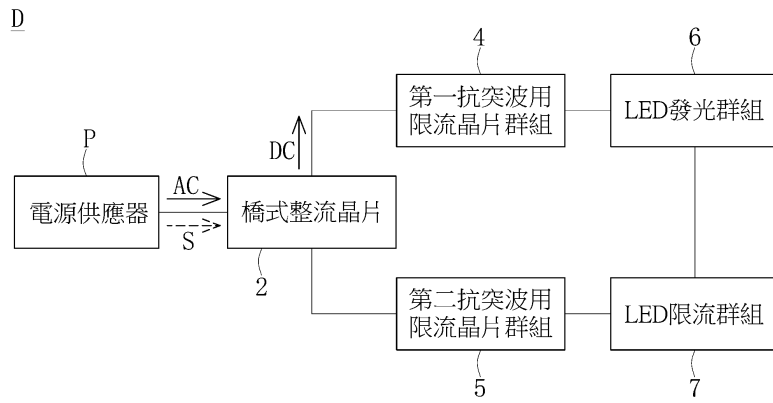 D
4
6
第一抗突波用
限流晶片群組
LED發光群組
P
DC
AC
電源供應器
橋式整流晶片
S
2
第二抗突波用
限流晶片群組
LED限流群組
5
7